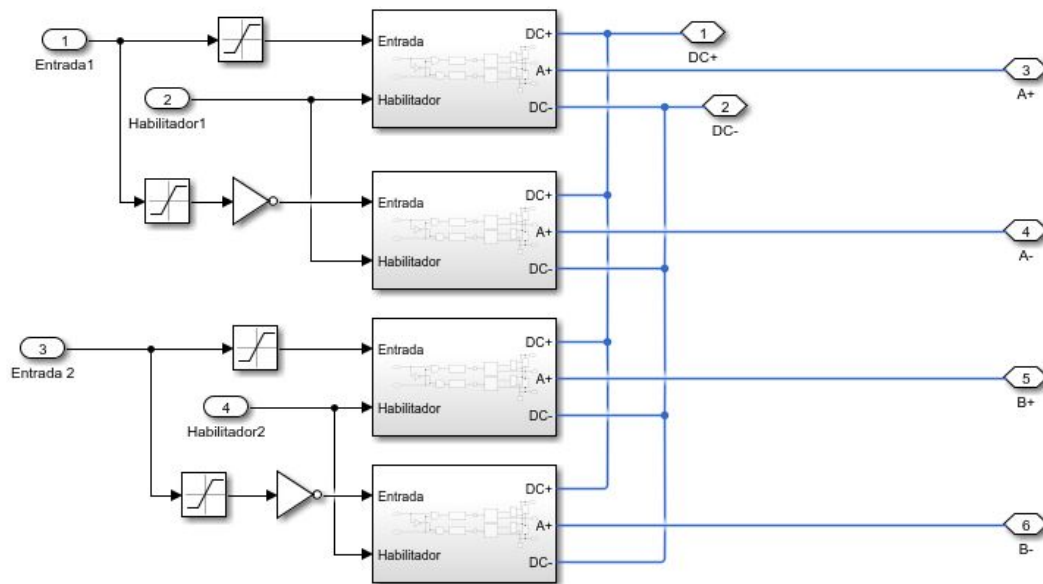 1
Entrada1
2
Habilitador1
Entrada
Habilitador
DC+
A+
DC-
1
DC+
2
DC-
3
A+
Entrada
Habilitador
DC+
A+
DC-
4
A-
3
Entrada 2
4
Habilitador2
Entrada
Habilitador
DC+
A+
DC-
5
B+
Entrada
Habilitador
DC+
A+
DC-
6
B-